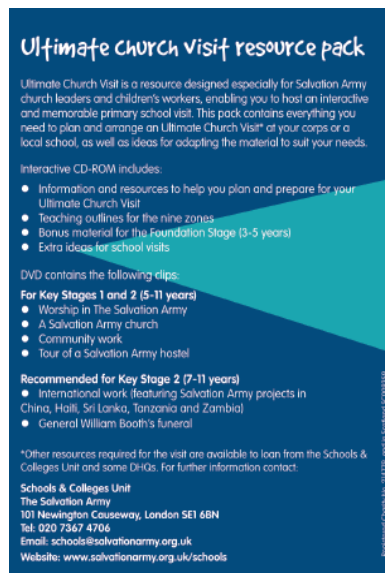 Ultimate Church Visit resource pack
Ultimate Church Visit is a resource designed especially for Salvation Army
church leaders and children's workers, enabling you to host an interactive
and memorable primary school visit. This pack contains everything you
need to plan and arrange an Ultimate Church Visit* at your corps or a
local school, as well as ideas for adapting the material to suit your needs.
Interactive CD-ROM includes:
● Information and resources to help you plan and prepare for your
Ultimate Church Visit
● Teaching outlines for the nine zones
● Bonus material for the Foundation Stage (3-5 years)
● Extra ideas for school visits
DVD contains the following clips:
For Key Stages 1 and 2 (5-11 years)
● Worship in The Salvation Army
● A Salvation Army church
● Community work
● Tour of a Salvation Army hostel
Recommended for Key Stage 2 (7-11 years)
● International work (featuring Salvation Army projects in
China, Haiti, Sri Lanka, Tanzania and Zambia)
● General William Booth's funeral
*Other resources required for the visit are available to loan from the Schools &
Colleges Unit and some DHQs. For further information contact:
Schools & Colleges Unit
The Salvation Army
101 Newington Causeway, London SE1 6BN
Tel: 020 7367 4706
Email: schools@salvationarmy.org.uk
Website: www.salvationarmy.org.uk/schools